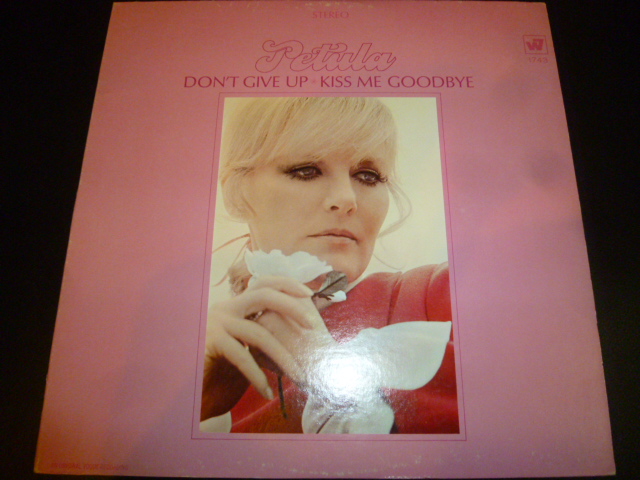 STEREO
W
Petula
DON'T GIVE UP • KISS ME GOODBYE